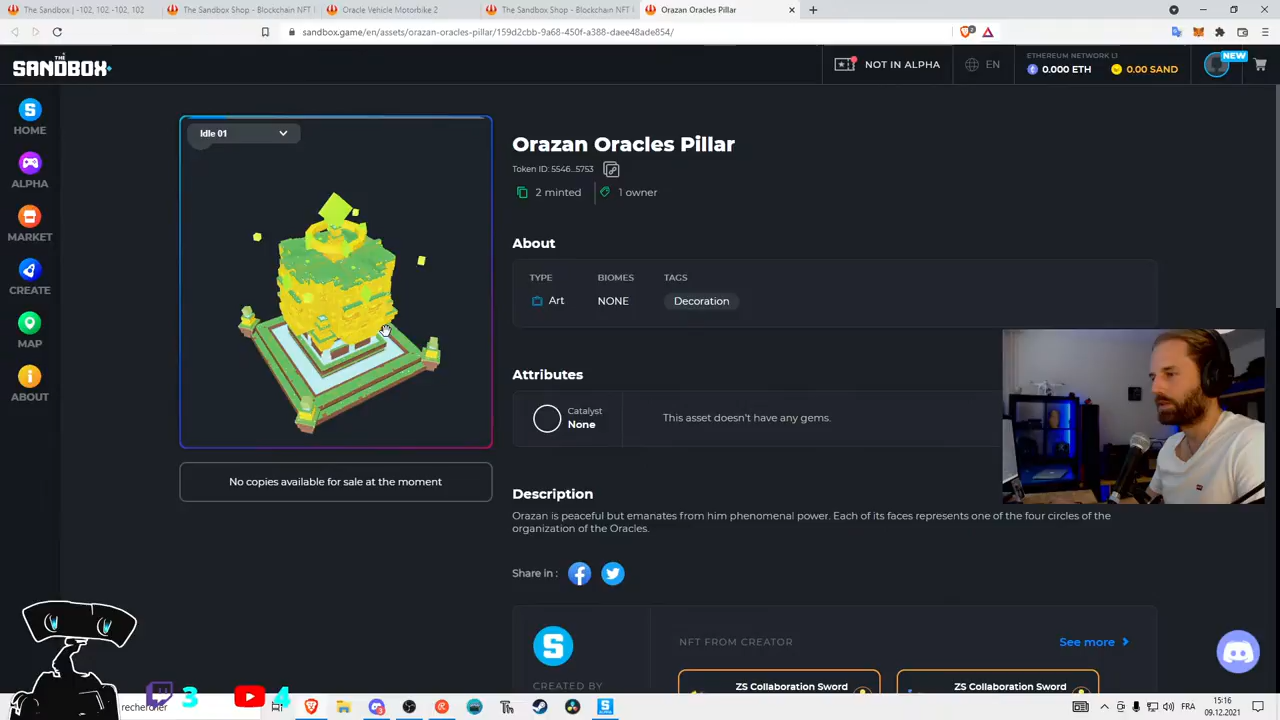 The Sandbox | -102, 102 -102, 102
The Sandbox Shop - Blockchain NFT
Oracle Vehicle Motorbike 2
The Sandbox Shop - Blockchain NFT
Orazan Oracles Pillar
sandbox.game/en/assets/orazan-oracles-pillar/159d2cbb-9a68-450f-a388-daee48ade854/
THE
SANDBOX
NOT IN ALPHA
EN
ETHEREUM NETWORK L1
0.000 ETH
0.00 SAND
NEW
HOME
ALPHA
MARKET
CREATE
MAP
ABOUT
Idle 01
No copies available for sale at the moment
Orazan Oracles Pillar
Token ID: 5546...5753
2 minted
1 owner
About
TYPE
BIOMES
TAGS
Art
NONE
Decoration
Attributes
Catalyst
None
This asset doesn't have any gems.
Description
Orazan is peaceful but emanates from him phenomenal power. Each of its faces represents one of the four circles of the
organization of the Oracles.
Share in :
NFT FROM CREATOR
See more
CREATED BY
ZS Collaboration Sword
ZS Collaboration Sword
3
4
rechercher
FRA
15:16
09.12.2021